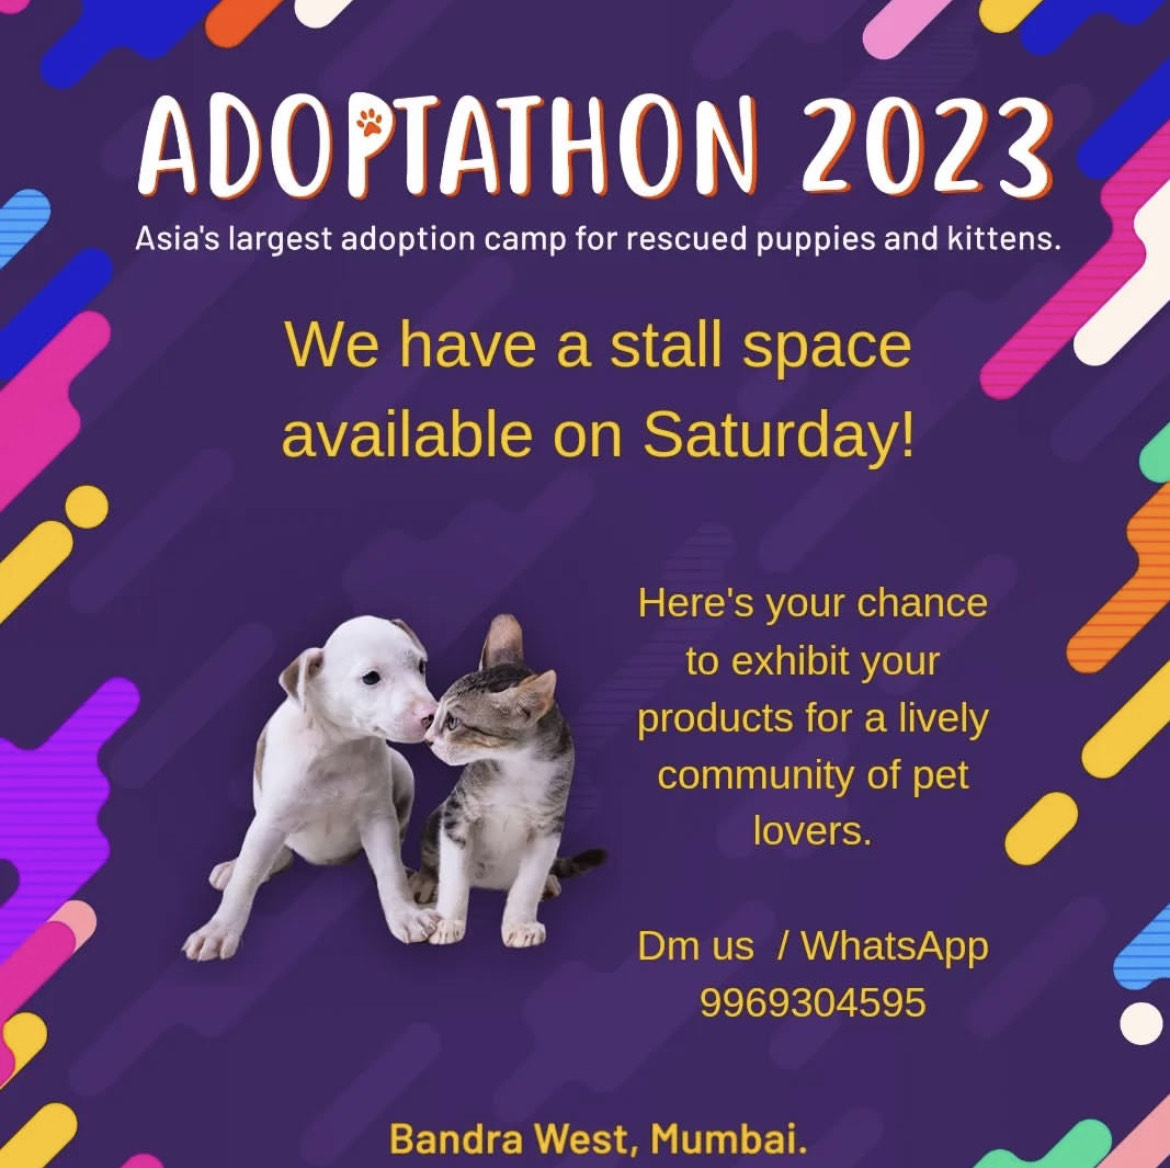 ADOPTATHON 2023
Asia's largest adoption camp for rescued puppies and kittens.
We have a stall space
available on Saturday!
Here's your chance
to exhibit your
products for a lively
community of pet
lovers.
Dm us / WhatsApp
9969304595
Bandra West, Mumbai.